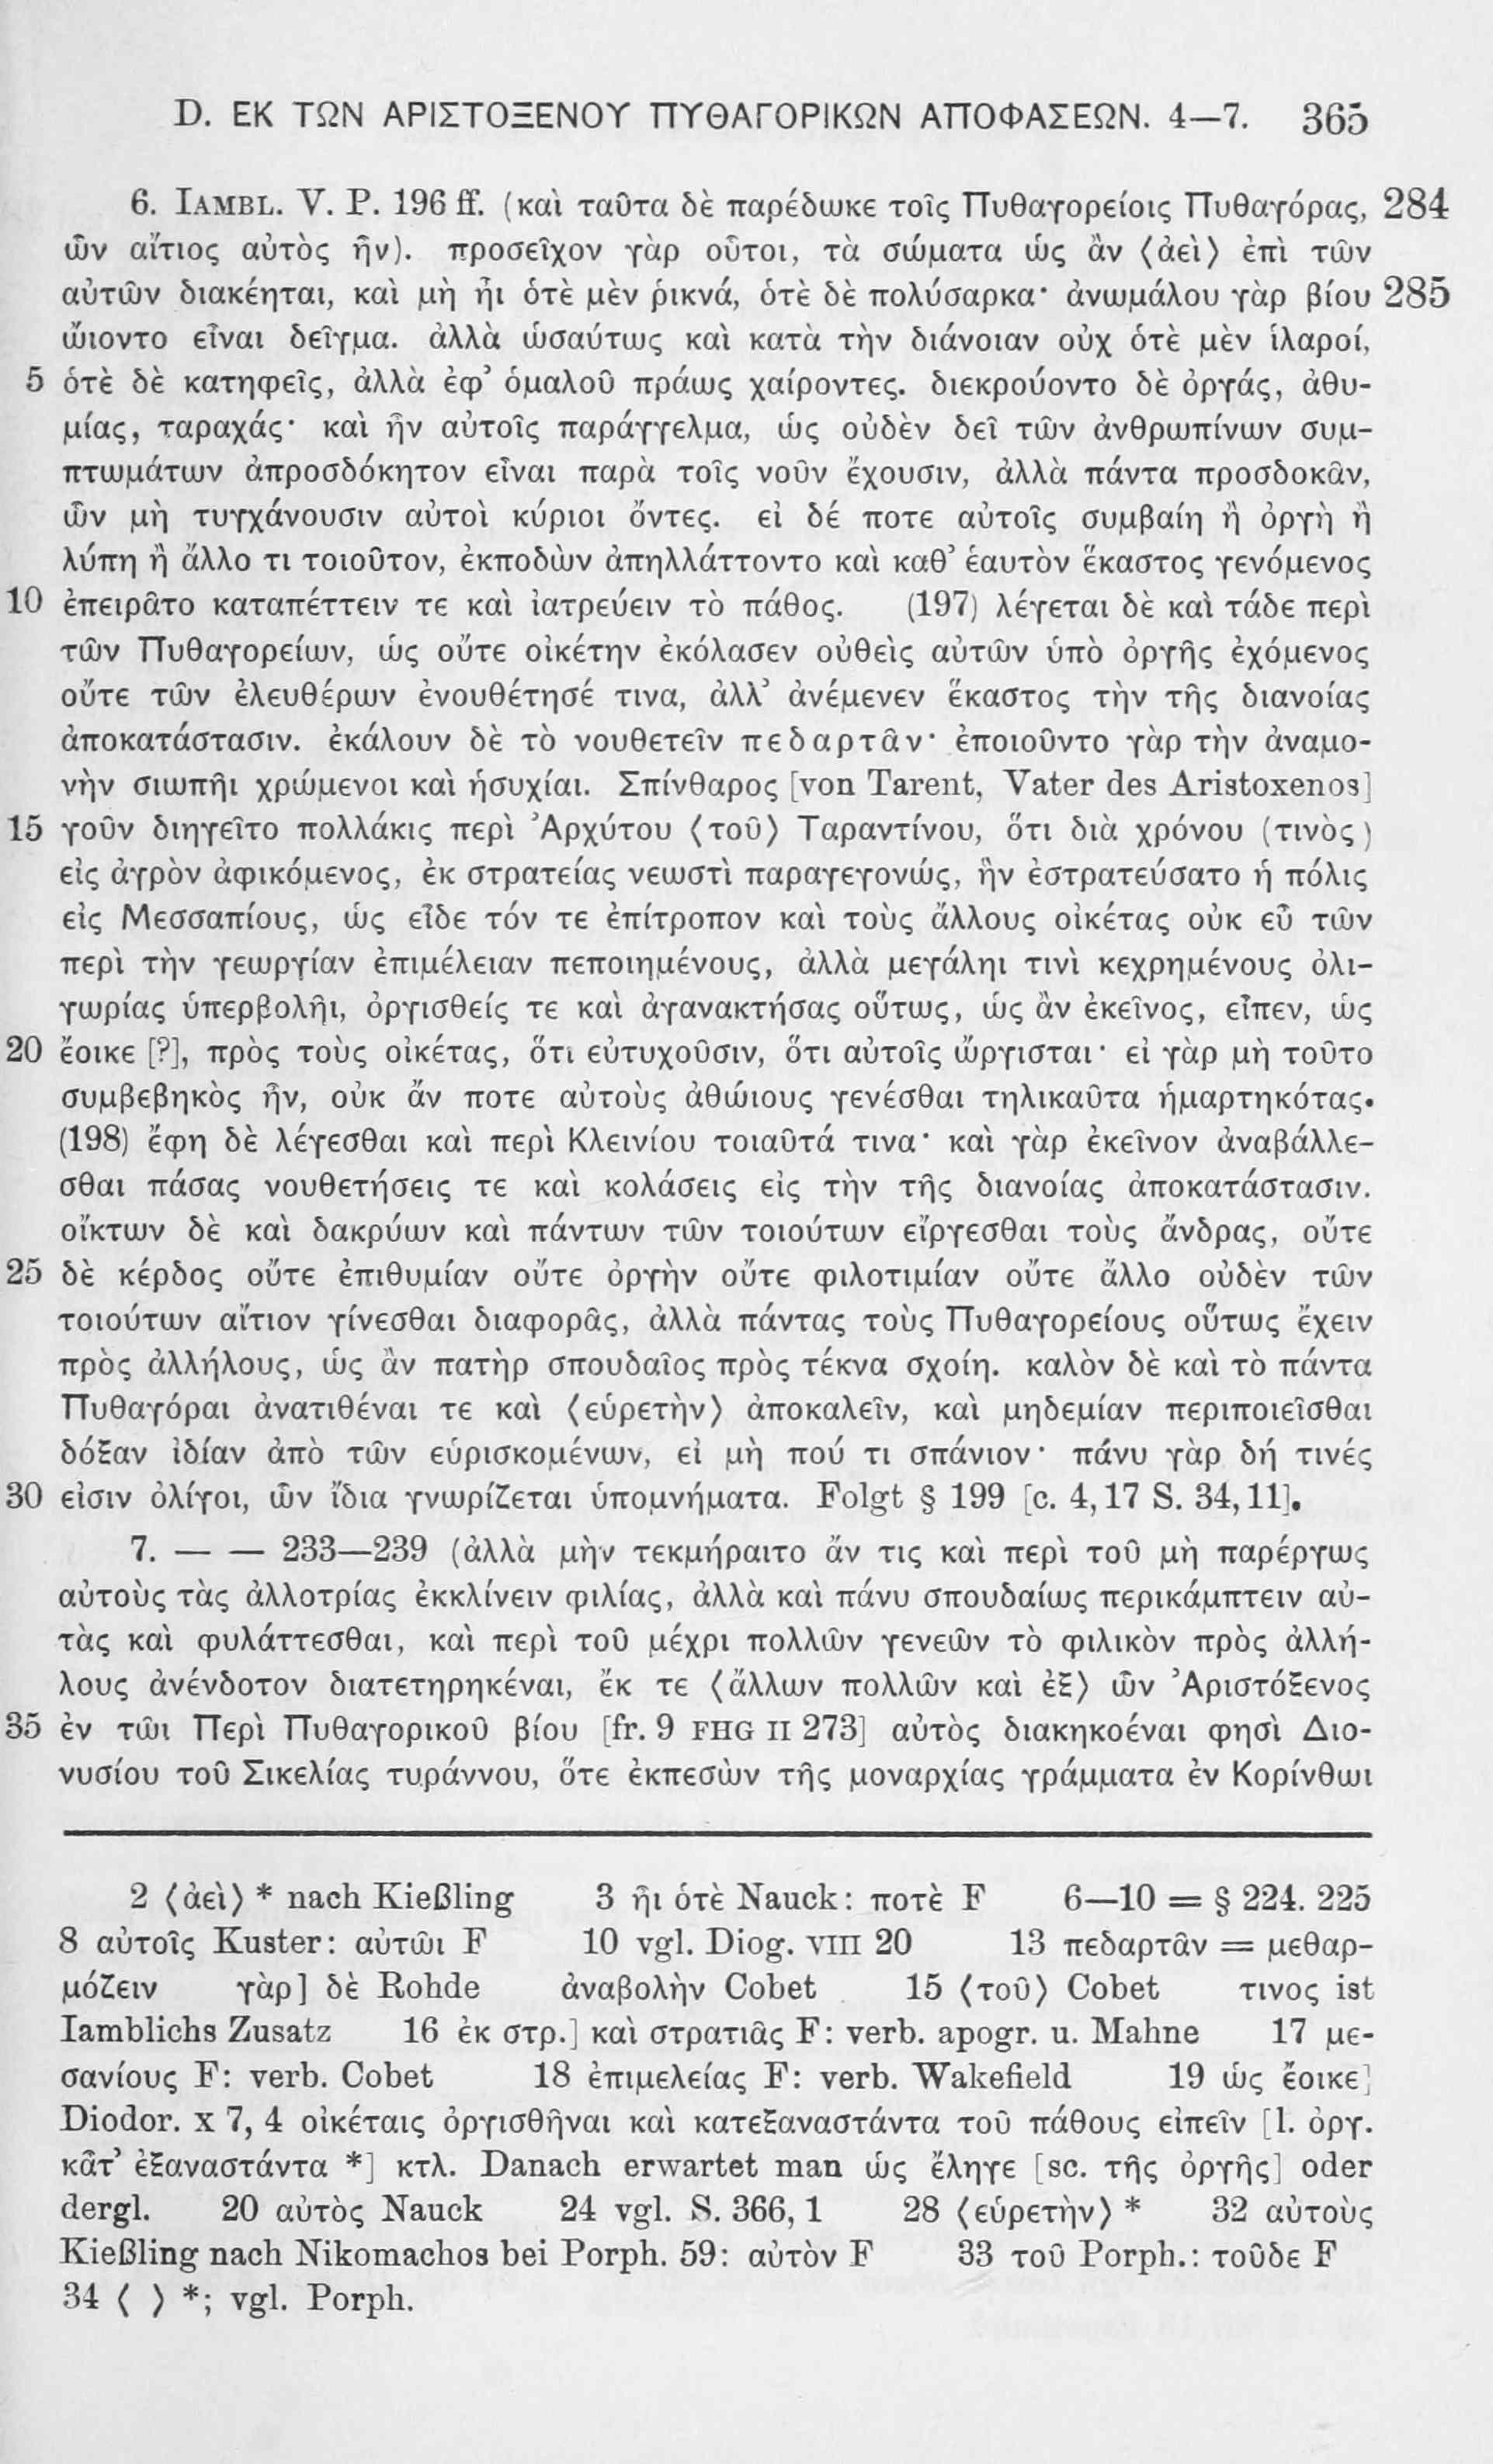 D. ΕΚ ΤΩΝ ΑΡΙΣΤΟΞΕΝΟΥ ΠΥΘΑΓΟΡΙΚΩΝ ΑΠΟΦΑΣΕΩΝ. 4—7. 365
6. IAMBL. V. P. 196 ff. (καὶ ταῦτα δὲ παρέδωκε τοῖς Πυθαγορείοις Πυθαγόρας, 284
ὧν αἴτιος αὐτὸς ἦν). προσεῖχον γὰρ οὗτοι, τὰ σώματα ὡς ἂν ⟨ἀεὶ⟩ ἐπὶ τῶν
αὐτῶν διακέηται, καὶ μὴ ἦι ὁτὲ μὲν ῥικνά, ὁτὲ δὲ πολύσαρκα· ἀνωμάλου γὰρ βίου 285
ὤιοντο εἶναι δεῖγμα. ἀλλὰ ὡσαύτως καὶ κατὰ τὴν διάνοιαν οὐχ ὁτὲ μὲν ἱλαροί,
5 ὁτὲ δὲ κατηφεῖς, ἀλλὰ ἐφ’ ὁμαλοῦ πράως χαίροντες. διεκρούοντο δὲ ὀργάς, ἀθυ-
μίας, ταραχάς· καὶ ἦν αὐτοῖς παράγγελμα, ὡς οὐδὲν δεῖ τῶν ἀνθρωπίνων συμ-
πτωμάτων ἀπροσδόκητον εἶναι παρὰ τοῖς νοῦν ἔχουσιν, ἀλλὰ πάντα προσδοκᾶν,
ὧν μὴ τυγχάνουσιν αὐτοὶ κύριοι ὄντες. εἰ δέ ποτε αὐτοῖς συμβαίη ἢ ὀργὴ ἢ
λύπη ἢ ἄλλο τι τοιοῦτον, ἐκποδὼν ἀπηλλάττοντο καὶ καθ’ ἑαυτὸν ἕκαστος γενόμενος
10 ἐπειρᾶτο καταπέττειν τε καὶ ἰατρεύειν τὸ πάθος. (197) λέγεται δὲ καὶ τάδε περὶ
τῶν Πυθαγορείων, ὡς οὔτε οἰκέτην ἐκόλασεν οὐθεὶς αὐτῶν ὑπὸ ὀργῆς ἐχόμενος
οὔτε τῶν ἐλευθέρων ἐνουθέτησέ τινα, ἀλλ’ ἀνέμενεν ἕκαστος τὴν τῆς διανοίας
ἀποκατάστασιν. ἐκάλουν δὲ τὸ νουθετεῖν πεδαρτᾶν· ἐποιοῦντο γὰρ τὴν ἀναμο-
νὴν σιωπῆι χρώμενοι καὶ ἡσυχίαι. Σπίνθαρος [von Tarent, Vater des Aristoxenos]
15 γοῦν διηγεῖτο πολλάκις περὶ Ἀρχύτου ⟨τοῦ⟩ Ταραντίνου, ὅτι διὰ χρόνου (τινὸς)
εἰς ἀγρὸν ἀφικόμενος, ἐκ στρατείας νεωστὶ παραγεγονώς, ἣν ἐστρατεύσατο ἡ πόλις
εἰς Μεσσαπίους, ὡς εἶδε τόν τε ἐπίτροπον καὶ τοὺς ἄλλους οἰκέτας οὐκ εὖ τῶν
περὶ τὴν γεωργίαν ἐπιμέλειαν πεποιημένους, ἀλλὰ μεγάληι τινὶ κεχρημένους ὀλι-
γωρίας ὑπερβολῆι, ὀργισθείς τε καὶ ἀγανακτήσας οὕτως, ὡς ἂν ἐκεῖνος, εἶπεν, ὡς
20 ἔοικε [?], πρὸς τοὺς οἰκέτας, ὅτι εὐτυχοῦσιν, ὅτι αὐτοῖς ὤργισται· εἰ γὰρ μὴ τοῦτο
συμβεβηκὸς ἦν, οὐκ ἄν ποτε αὐτοὺς ἀθώιους γενέσθαι τηλικαῦτα ἡμαρτηκότας.
(198) ἔφη δὲ λέγεσθαι καὶ περὶ Κλεινίου τοιαῦτά τινα· καὶ γὰρ ἐκεῖνον ἀναβάλλε-
σθαι πάσας νουθετήσεις τε καὶ κολάσεις εἰς τὴν τῆς διανοίας ἀποκατάστασιν.
οἴκτων δὲ καὶ δακρύων καὶ πάντων τῶν τοιούτων εἴργεσθαι τοὺς ἄνδρας, οὔτε
25 δὲ κέρδος οὔτε ἐπιθυμίαν οὔτε ὀργὴν οὔτε φιλοτιμίαν οὔτε ἄλλο οὐδὲν τῶν
τοιούτων αἴτιον γίνεσθαι διαφορᾶς, ἀλλὰ πάντας τοὺς Πυθαγορείους οὕτως ἔχειν
πρὸς ἀλλήλους, ὡς ἂν πατὴρ σπουδαῖος πρὸς τέκνα σχοίη. καλὸν δὲ καὶ τὸ πάντα
Πυθαγόραι ἀνατιθέναι τε καὶ ⟨εὑρετὴν⟩ ἀποκαλεῖν, καὶ μηδεμίαν περιποιεῖσθαι
δόξαν ἰδίαν ἀπὸ τῶν εὑρισκομένων, εἰ μὴ πού τι σπάνιον· πάνυ γὰρ δή τινές
30 εἰσιν ὀλίγοι, ὧν ἴδια γνωρίζεται ὑπομνήματα. Folgt § 199 [c. 4, 17 S. 34, 11].
7. — — 233—239 (ἀλλὰ μὴν τεκμήραιτο ἄν τις καὶ περὶ τοῦ μὴ παρέργως
αὐτοὺς τὰς ἀλλοτρίας ἐκκλίνειν φιλίας, ἀλλὰ καὶ πάνυ σπουδαίως περικάμπτειν αὐ-
τὰς καὶ φυλάττεσθαι, καὶ περὶ τοῦ μέχρι πολλῶν γενεῶν τὸ φιλικὸν πρὸς ἀλλή-
λους ἀνένδοτον διατετηρηκέναι, ἔκ τε ⟨ἄλλων πολλῶν καὶ ἐξ⟩ ὧν Ἀριστόξενος
35 ἐν τῶι Περὶ Πυθαγορικοῦ βίου [fr. 9 FHG II 273] αὐτὸς διακηκοέναι φησὶ Διο-
νυσίου τοῦ Σικελίας τυράννου, ὅτε ἐκπεσὼν τῆς μοναρχίας γράμματα ἐν Κορίνθωι
2 ⟨ἀεὶ⟩ * nach Kießling 3 ἦι ὁτὲ Nauck: ποτὲ F 6—10 = § 224. 225
8 αὐτοῖς Kuster: αὐτῶι F 10 vgl. Diog. VIII 20 13 πεδαρτᾶν = μεθαρ-
μόζειν γὰρ] δὲ Rohde ἀναβολὴν Cobet 15 ⟨τοῦ⟩ Cobet τινος ist
Iamblichs Zusatz 16 ἐκ στρ.] καὶ στρατιᾶς F: verb. apogr. u. Mahne 17 με-
σανίους F: verb. Cobet 18 ἐπιμελείας F: verb. Wakefield 19 ὡς ἔοικε]
Diodor. X 7, 4 οἰκέταις ὀργισθῆναι καὶ κατεξαναστάντα τοῦ πάθους εἰπεῖν [l. ὀργ.
κᾆτ’ ἐξαναστάντα *] κτλ. Danach erwartet man ὡς ἔληγε [sc. τῆς ὀργῆς] oder
dergl. 20 αὐτὸς Nauck 24 vgl. S. 366, 1 28 ⟨εὑρετὴν⟩ * 32 αὐτοὺς
Kießling nach Nikomachos bei Porph. 59: αὐτὸν F 33 τοῦ Porph.: τοῦδε F
34 ⟨ ⟩ *; vgl. Porph.